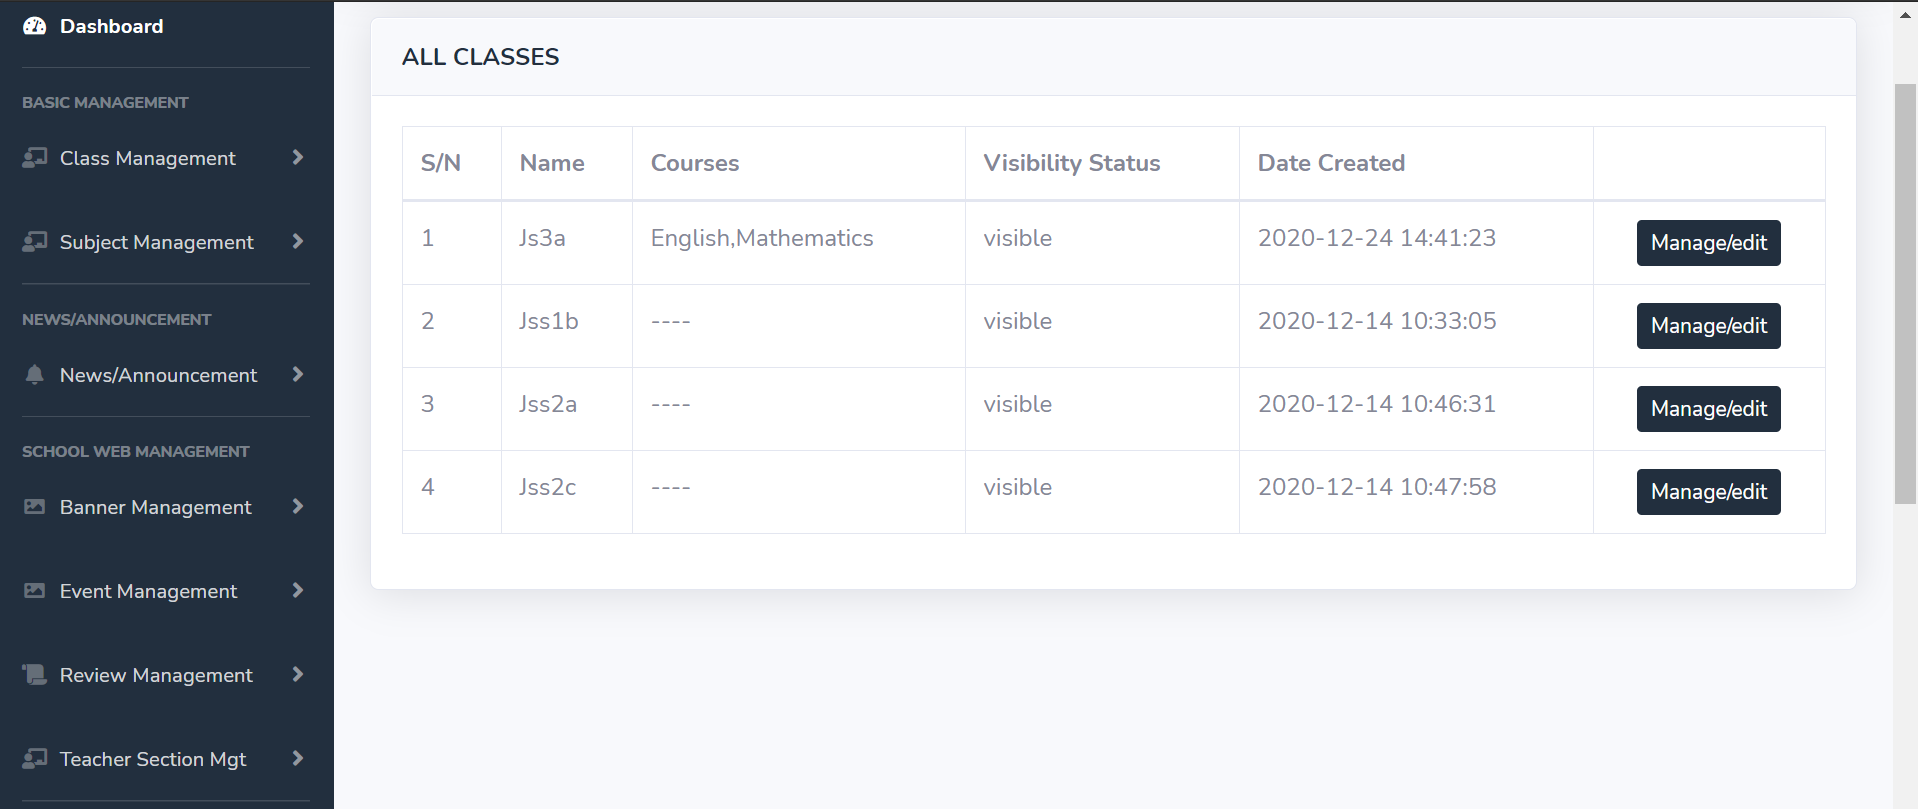 Dashboard
BASIC MANAGEMENT
Class Management
Subject Management
NEWS/ANNOUNCEMENT
News/Announcement
SCHOOL WEB MANAGEMENT
Banner Management
Event Management
Review Management
Teacher Section Mgt
ALL CLASSES
S/N Name Courses Visibility Status Date Created
1 Js3a English,Mathematics visible 2020-12-24 14:41:23 Manage/edit
2 Jss1b ---- visible 2020-12-14 10:33:05 Manage/edit
3 Jss2a ---- visible 2020-12-14 10:46:31 Manage/edit
4 Jss2c ---- visible 2020-12-14 10:47:58 Manage/edit